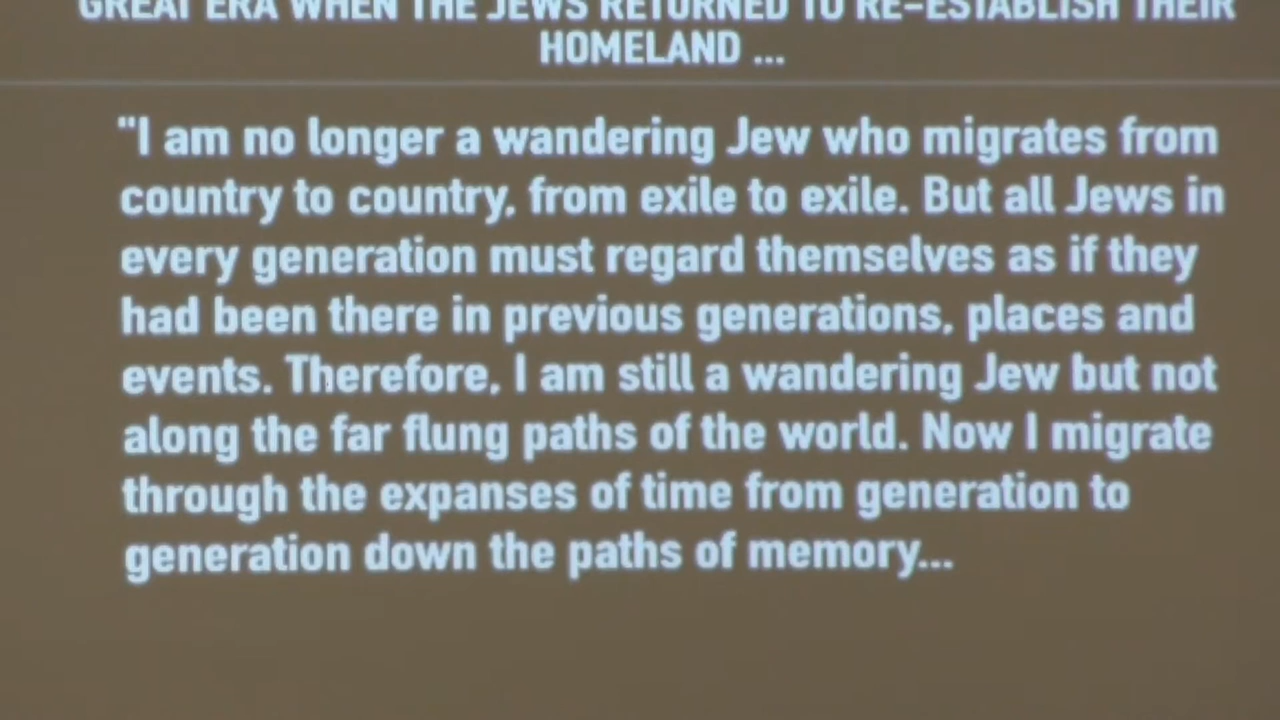 GREAT ERA WHEN THE JEWS RETURNED TO RE-ESTABLISH THEIR
HOMELAND ...
"I am no longer a wandering Jew who migrates from
country to country, from exile to exile. But all Jews in
every generation must regard themselves as if they
had been there in previous generations, places and
events. Therefore, I am still a wandering Jew but not
along the far flung paths of the world. Now I migrate
through the expanses of time from generation to
generation down the paths of memory...